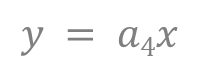 y = a₄x